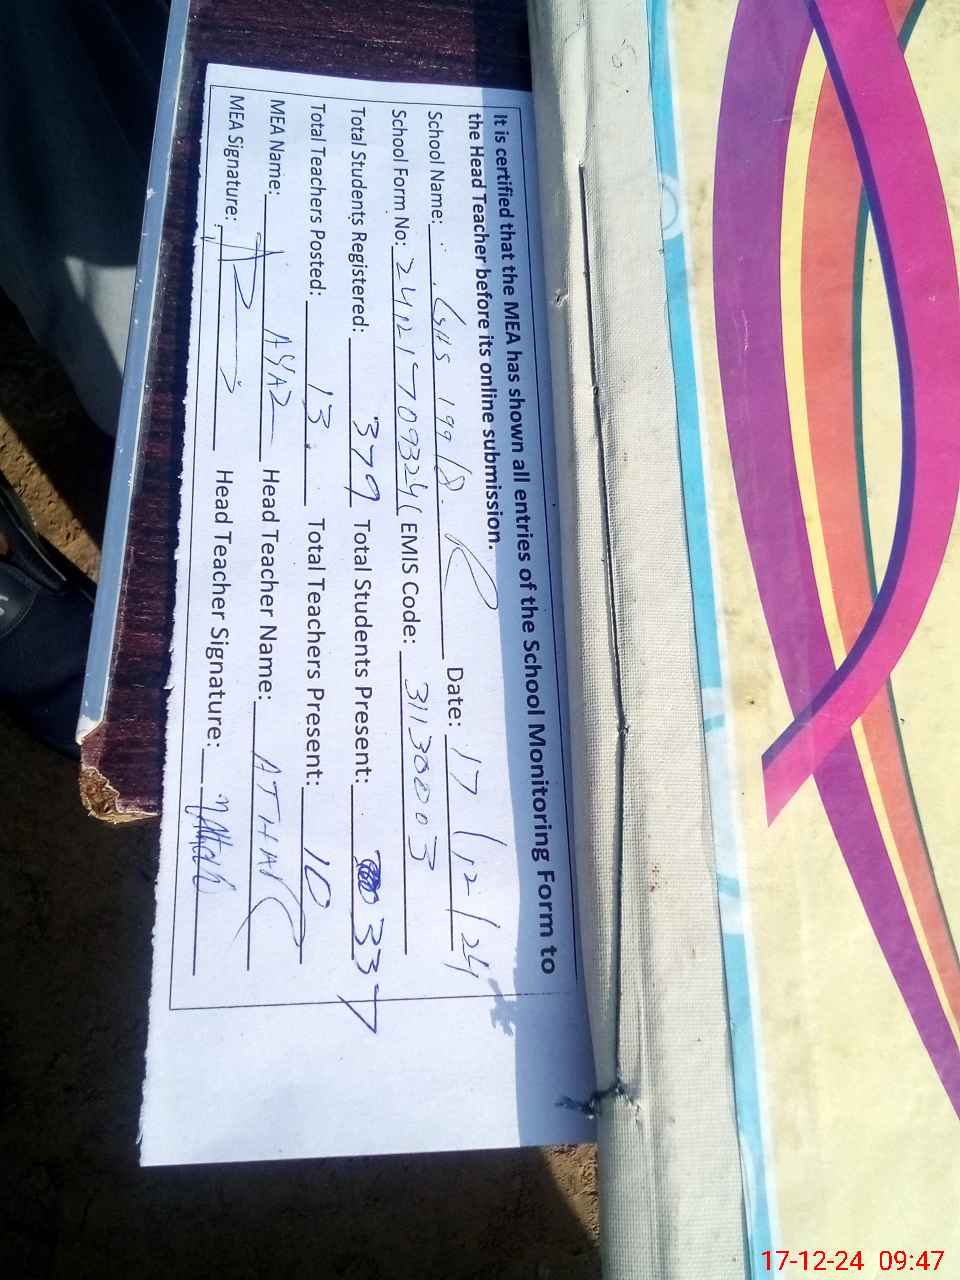 It is certified that the MEA has shown all entries of the School Monitoring Form to
the Head Teacher before its online submission.
School Name: GHS 199/8.R Date: 17/12/24
School Form No: EMIS Code: 31130003
Total Students Registered: 379 Total Students Present: 337
Total Teachers Posted: 13 Total Teachers Present: 10
MEA Name: AYAZ Head Teacher Name: ATHAR
MEA Signature: Head Teacher Signature:
17-12-24 09:47